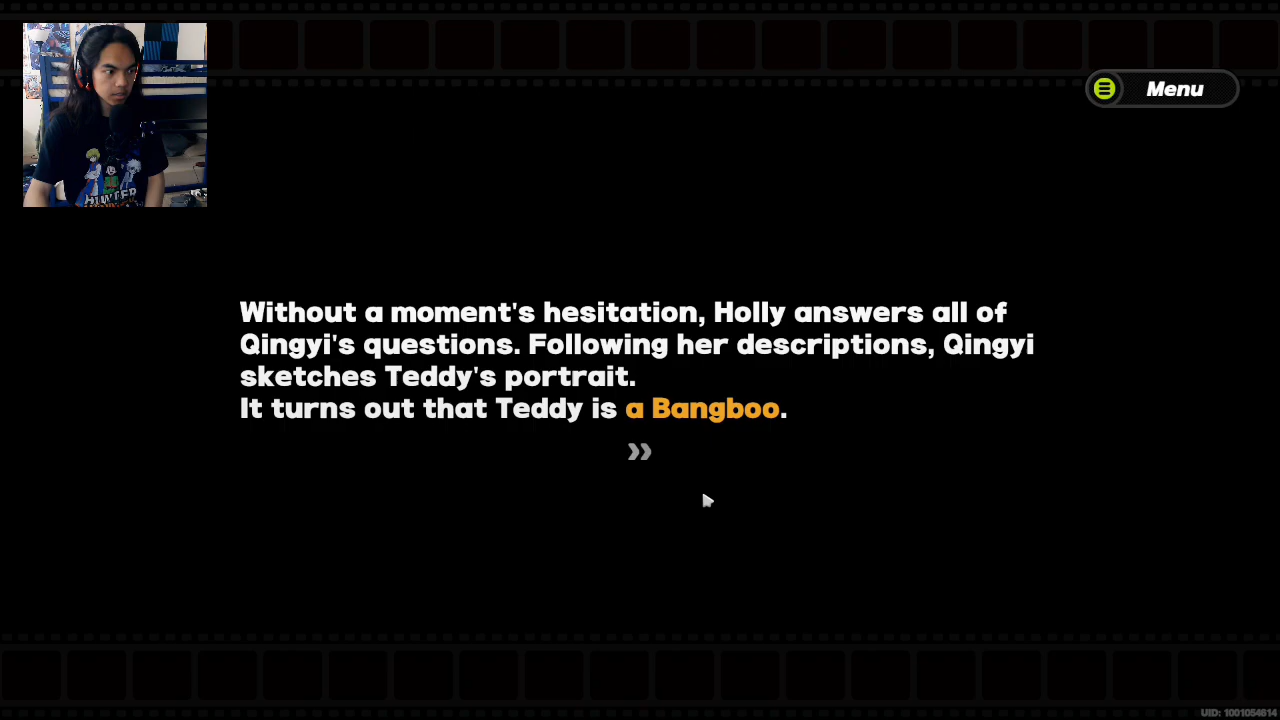 Menu
Without a moment's hesitation, Holly answers all of
Qingyi's questions. Following her descriptions, Qingyi
sketches Teddy's portrait.
It turns out that Teddy is a Bangboo.
UID: 1001054614